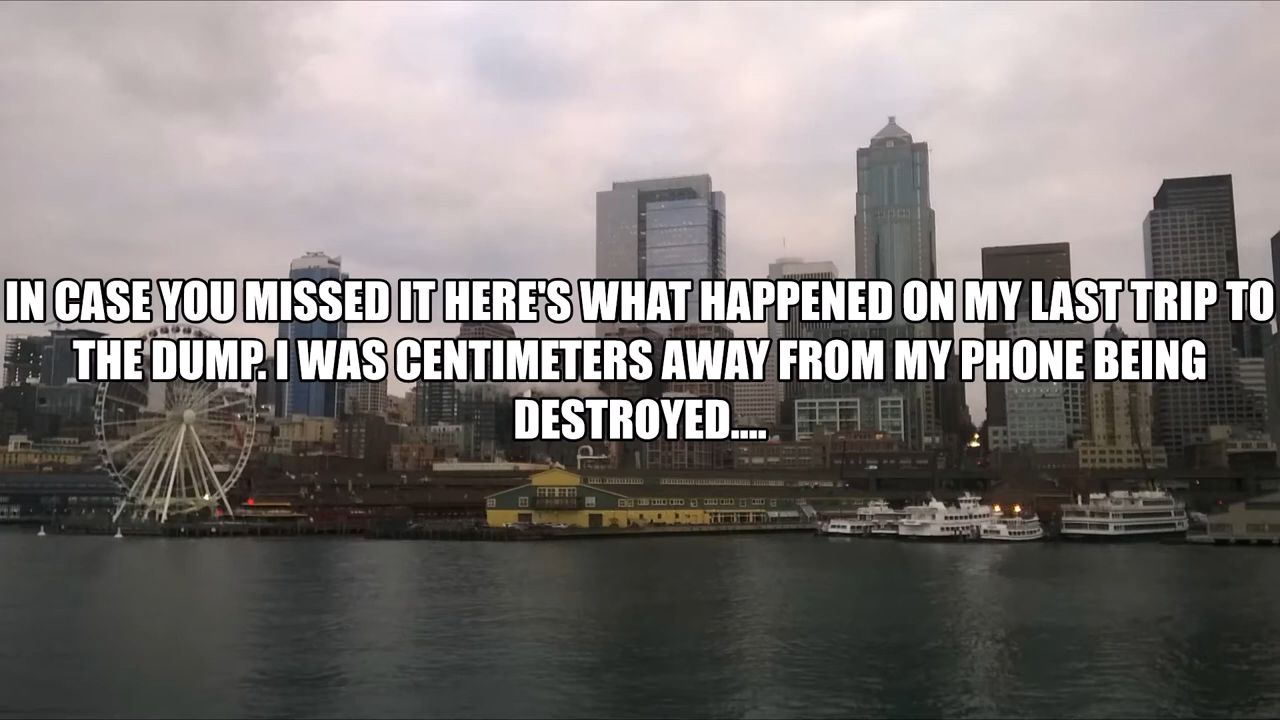 IN CASE YOU MISSED IT HERE'S WHAT HAPPENED ON MY LAST TRIP TO
THE DUMP. I WAS CENTIMETERS AWAY FROM MY PHONE BEING
DESTROYED....